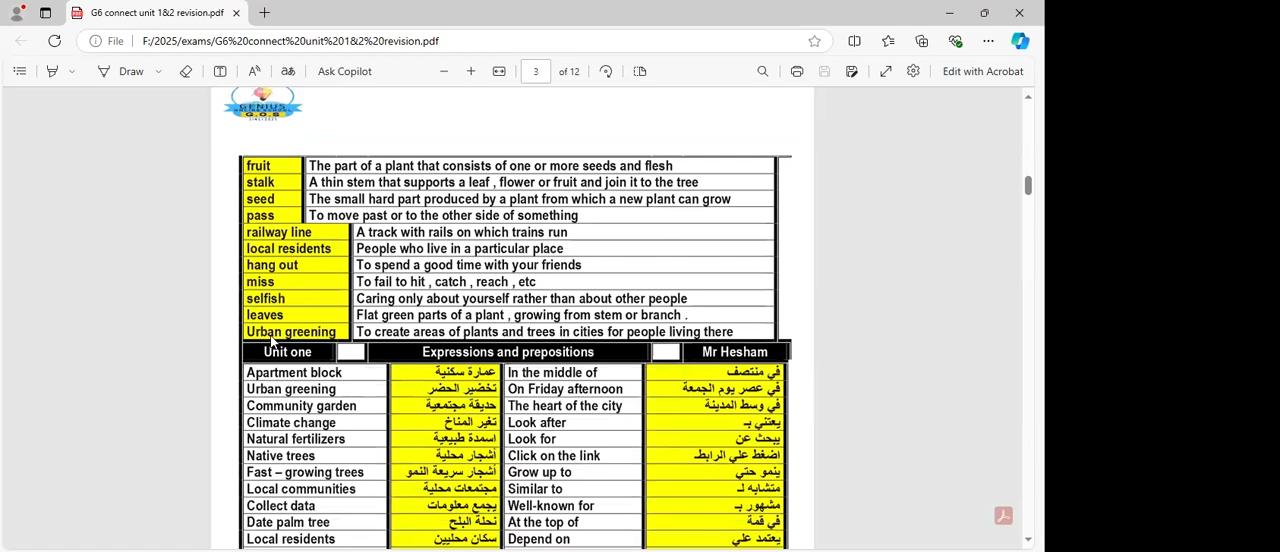 G6 connect unit 1&2 revision.pdf
File F:/2025/exams/G6%20connect%20unit%201&2%20revision.pdf
Draw Ask Copilot 3 of 12 Edit with Acrobat
GENIUS
G.O.S
fruit The part of a plant that consists of one or more seeds and flesh
stalk A thin stem that supports a leaf , flower or fruit and join it to the tree
seed The small hard part produced by a plant from which a new plant can grow
pass To move past or to the other side of something
railway line A track with rails on which trains run
local residents People who live in a particular place
hang out To spend a good time with your friends
miss To fail to hit , catch , reach , etc
selfish Caring only about yourself rather than about other people
leaves Flat green parts of a plant , growing from stem or branch .
Urban greening To create areas of plants and trees in cities for people living there
Unit one Expressions and prepositions Mr Hesham
Apartment block عمارة سكنية In the middle of في منتصف
Urban greening تخضير الحضر On Friday afternoon في عصر يوم الجمعة
Community garden حديقة مجتمعية The heart of the city في وسط المدينة
Climate change تغير المناخ Look after يعتني بـ
Natural fertilizers اسمدة طبيعية Look for يبحث عن
Native trees أشجار محلية Click on the link اضغط علي الرابط
Fast – growing trees أشجار سريعة النمو Grow up to ينمو حتي
Local communities مجتمعات محلية Similar to متشابه لـ
Collect data يجمع معلومات Well-known for مشهور بـ
Date palm tree نخلة البلح At the top of في قمة
Local residents سكان محليين Depend on يعتمد علي